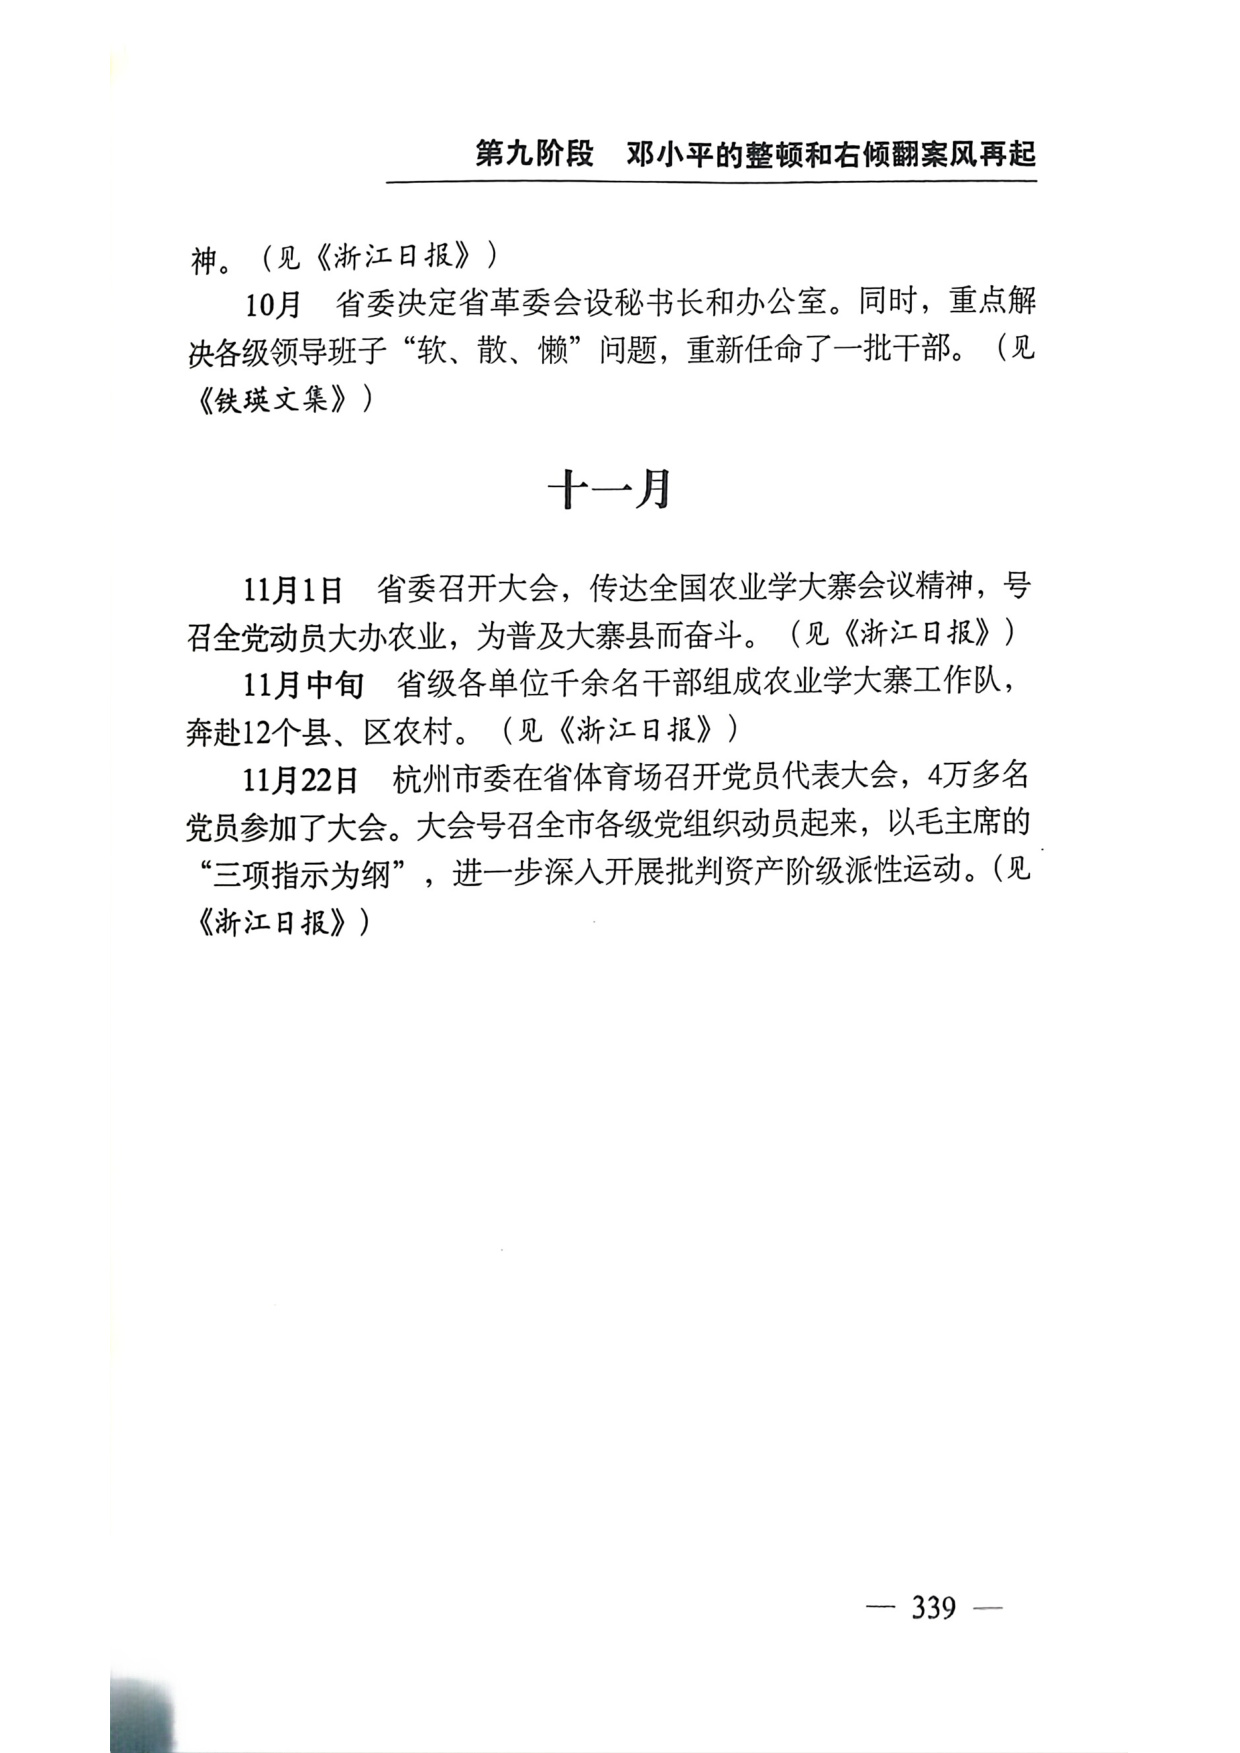 第九阶段　邓小平的整顿和右倾翻案风再起
神。（见《浙江日报》）
10月　省委决定省革委会设秘书长和办公室。同时，重点解
决各级领导班子“软、散、懒”问题，重新任命了一批干部。（见
《铁瑛文集》）
十一月
11月1日　省委召开大会，传达全国农业学大寨会议精神，号
召全党动员大办农业，为普及大寨县而奋斗。（见《浙江日报》）
11月中旬　省级各单位千余名干部组成农业学大寨工作队，
奔赴12个县、区农村。（见《浙江日报》）
11月22日　杭州市委在省体育场召开党员代表大会，4万多名
党员参加了大会。大会号召全市各级党组织动员起来，以毛主席的
“三项指示为纲”，进一步深入开展批判资产阶级派性运动。（见
《浙江日报》）
— 339 —